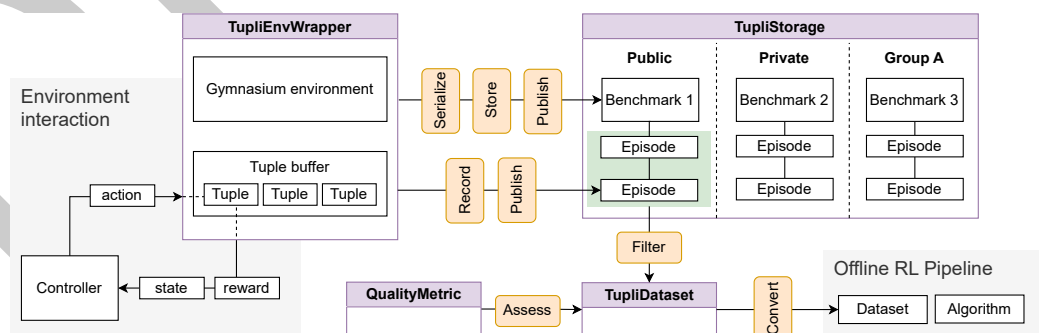 TupliEnvWrapper
TupliStorage
Gymnasium environment
Public
Private
Group A
Environment
interaction
Serialize
Store
Publish
Benchmark 1
Benchmark 2
Benchmark 3
Tuple buffer
Episode
Episode
Episode
action
Tuple
Tuple
Tuple
Record
Publish
Episode
Episode
Episode
Filter
Offline RL Pipeline
Controller
state
reward
QualityMetric
Assess
TupliDataset
Convert
Dataset
Algorithm